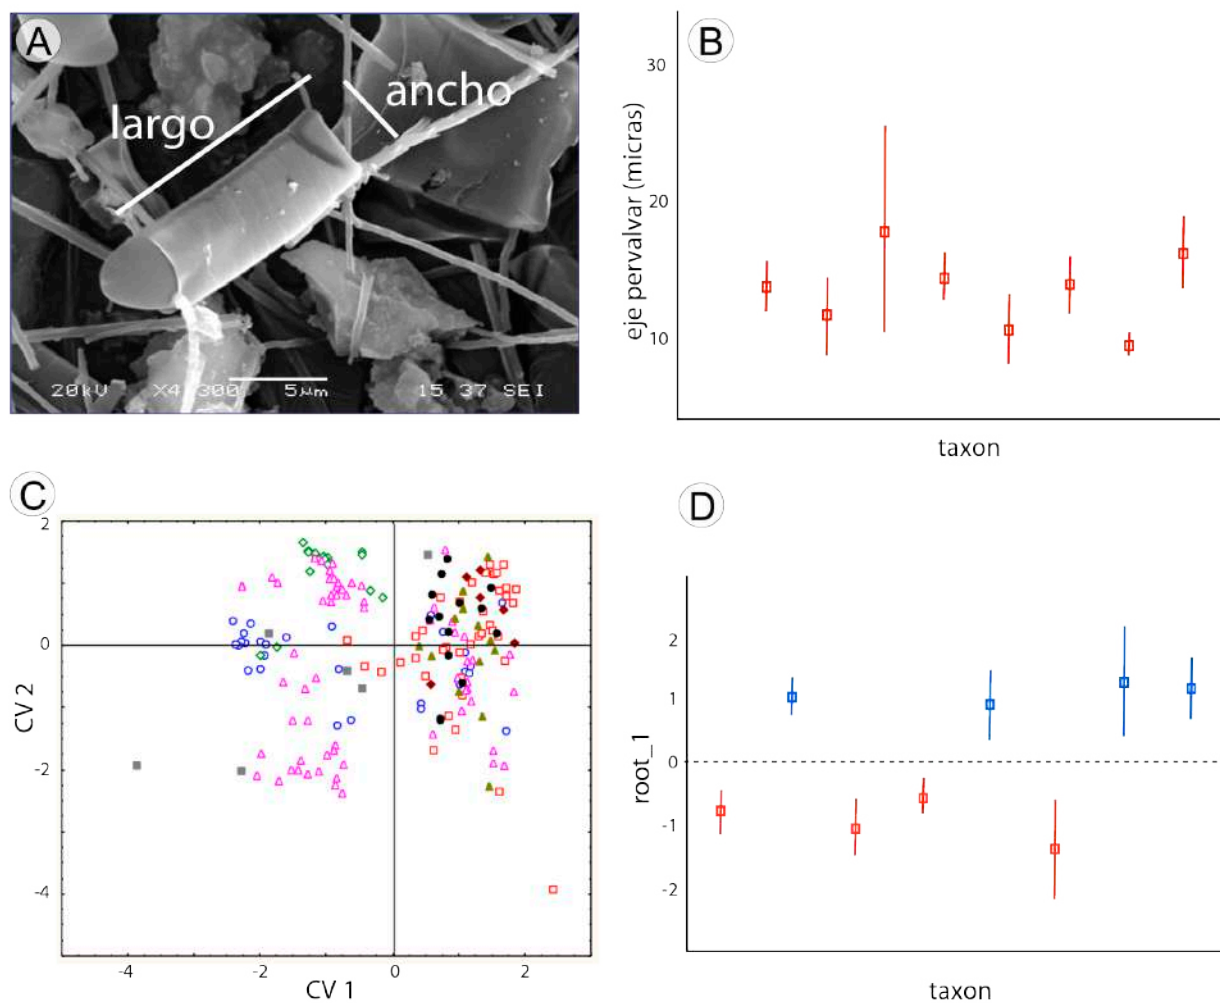 A
largo
ancho
20kV X4,300 5µm 15 37 SEI
B
eje pervalvar (micras)
30
20
10
taxon
C
CV 2
2
0
-2
-4
-4 -2 0 2
CV 1
D
root_1
2
1
0
-1
-2
taxon